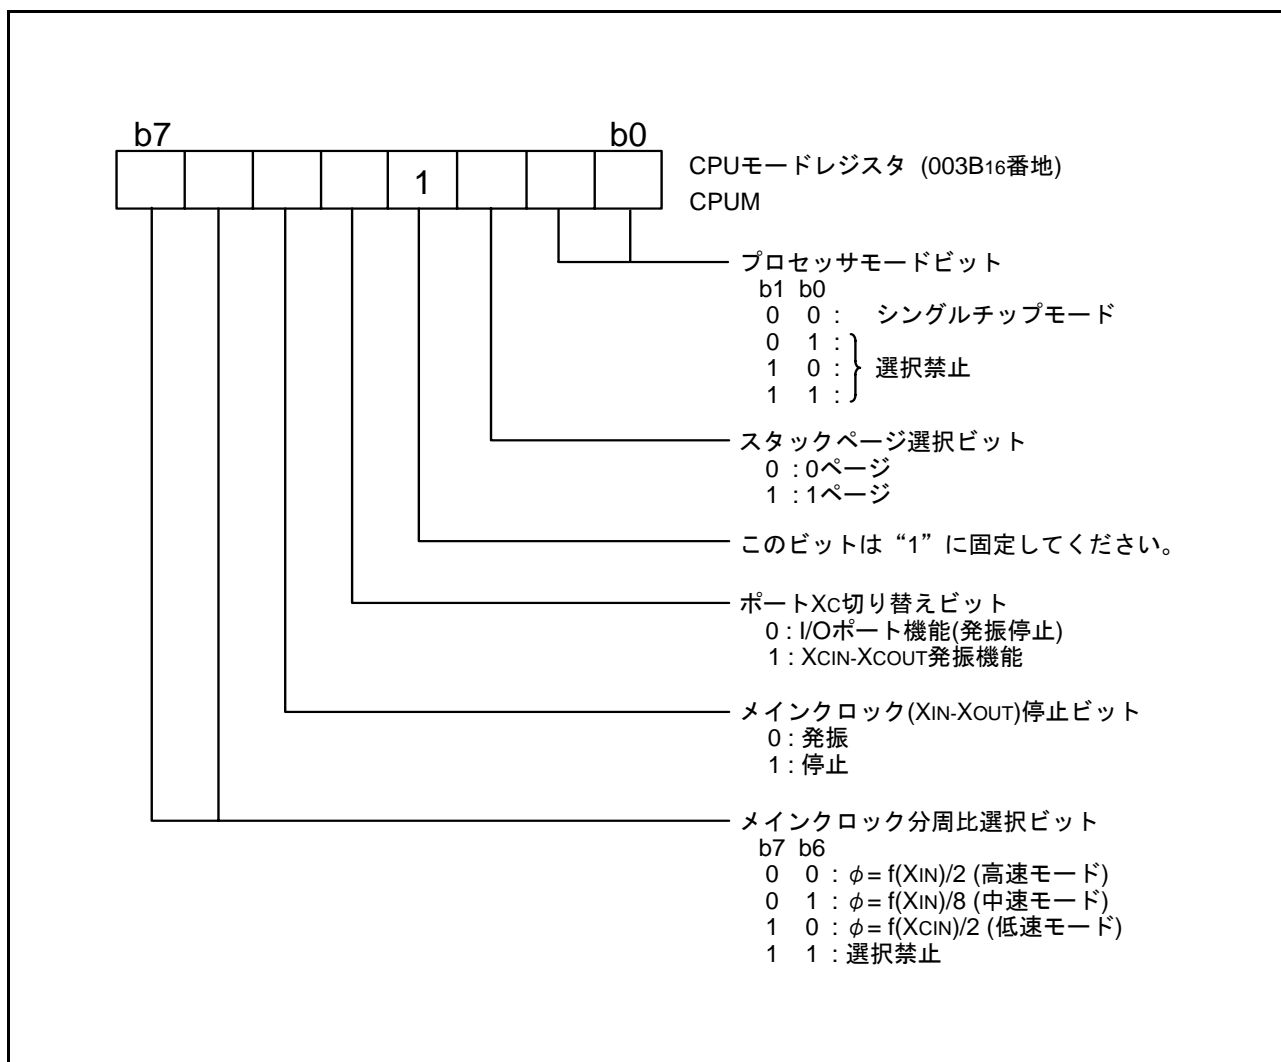 b7 b0
1
CPUモードレジスタ (003B16番地)
CPUM
プロセッサモードビット
b1 b0
0 0 : シングルチップモード
0 1 :
1 0 : 選択禁止
1 1 :
スタックページ選択ビット
0 : 0ページ
1 : 1ページ
このビットは“1”に固定してください。
ポートXC切り替えビット
0 : I/Oポート機能(発振停止)
1 : XCIN-XCOUT発振機能
メインクロック(XIN-XOUT)停止ビット
0 : 発振
1 : 停止
メインクロック分周比選択ビット
b7 b6
0 0 : φ= f(XIN)/2 (高速モード)
0 1 : φ= f(XIN)/8 (中速モード)
1 0 : φ= f(XCIN)/2 (低速モード)
1 1 : 選択禁止